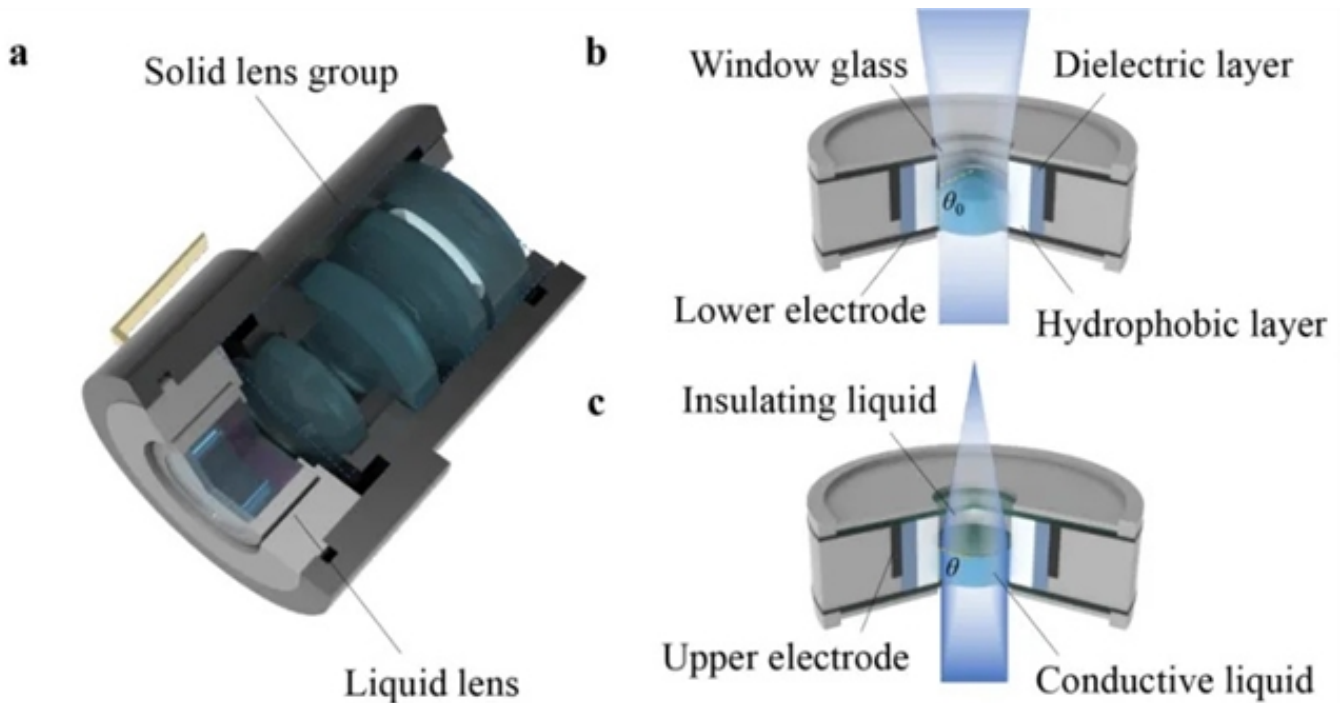 a
Solid lens group
Liquid lens
b
Window glass
Dielectric layer
θ₀
Lower electrode
Hydrophobic layer
c
Insulating liquid
θ
Upper electrode
Conductive liquid